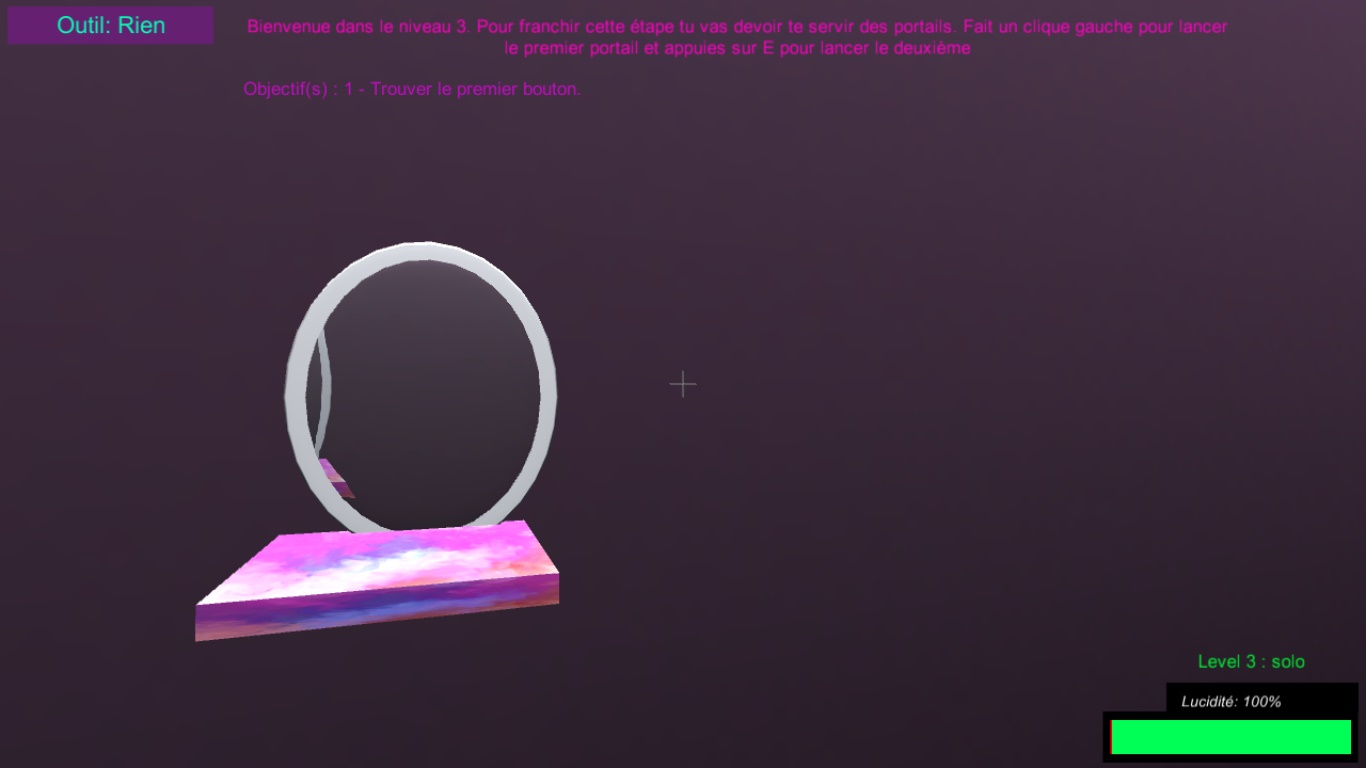 Outil: Rien
Bienvenue dans le niveau 3. Pour franchir cette étape tu vas devoir te servir des portails. Fait un clique gauche pour lancer
le premier portail et appuies sur E pour lancer le deuxième
Objectif(s) : 1 - Trouver le premier bouton.
Level 3 : solo
Lucidité: 100%